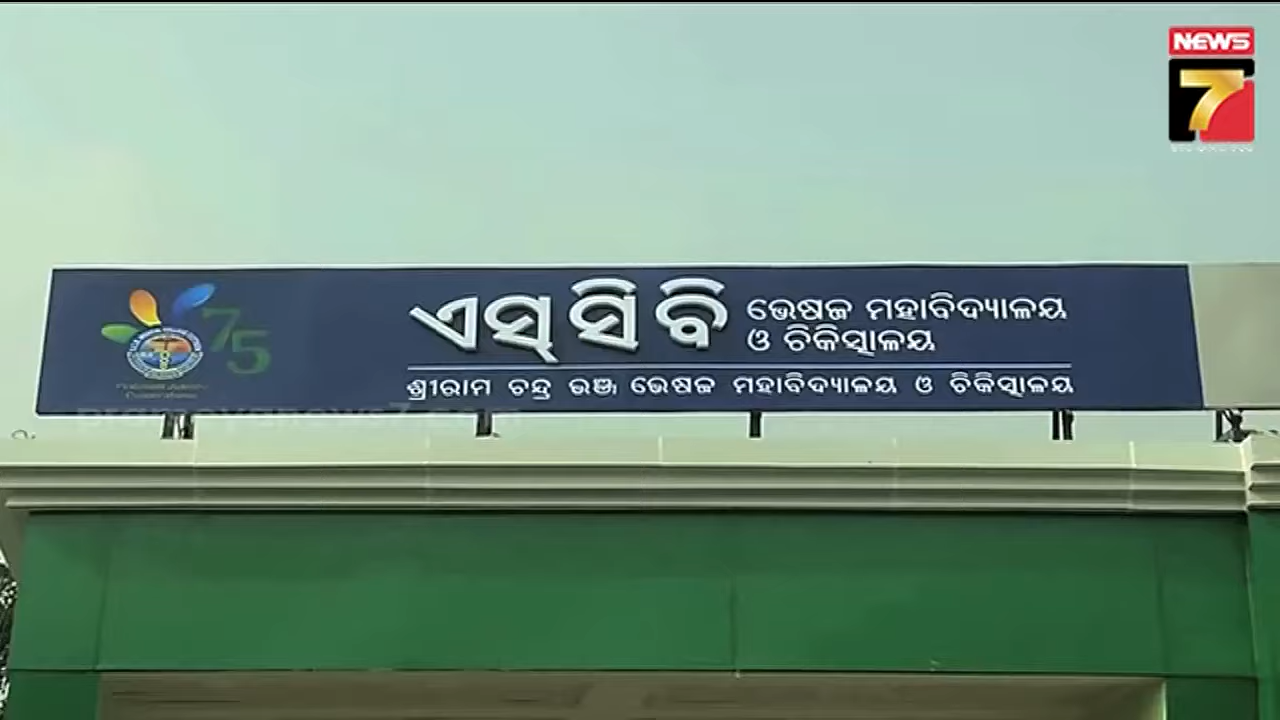 NEWS
7
75
ଏସ୍ ସି ବି
ଭେଷଜ ମହାବିଦ୍ୟାଳୟ
ଓ ଚିକିତ୍ସାଳୟ
ଶ୍ରୀରାମ ଚନ୍ଦ୍ର ଭଞ୍ଜ ଭେଷଜ ମହାବିଦ୍ୟାଳୟ ଓ ଚିକିତ୍ସାଳୟ